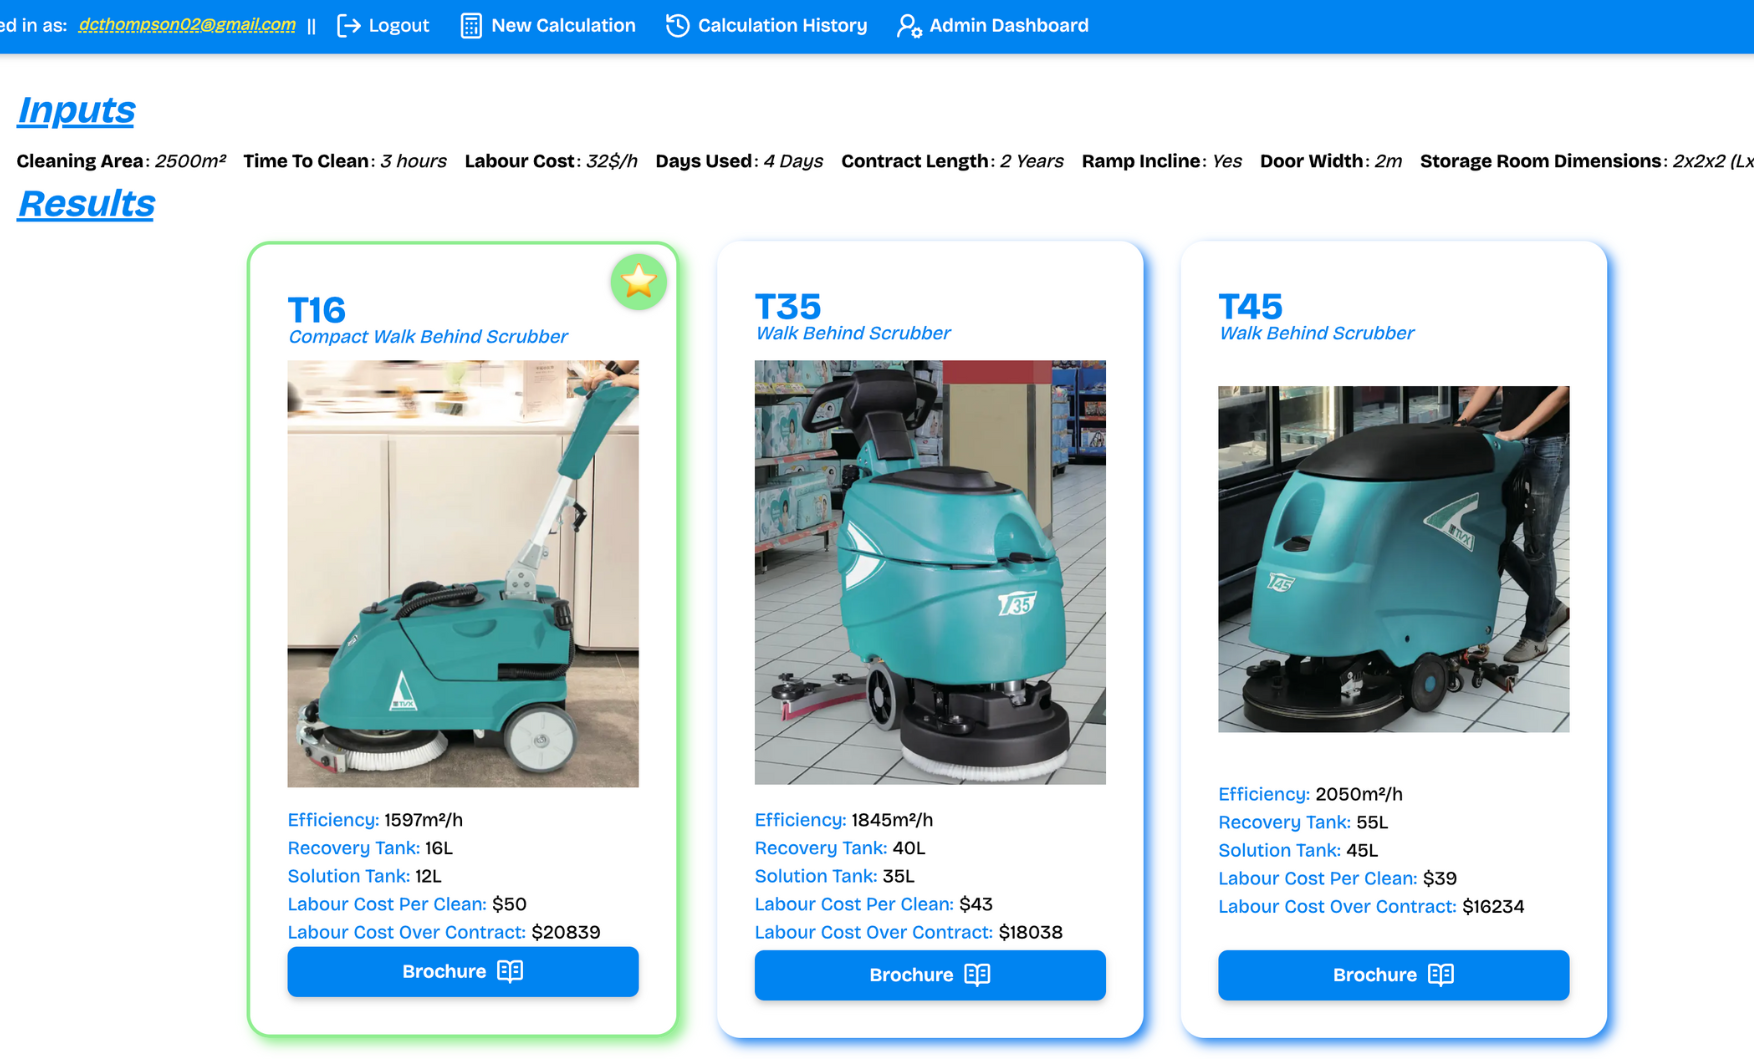 ed in as: dcthompson02@gmail.com || Logout New Calculation Calculation History Admin Dashboard
Inputs
Cleaning Area: 2500m² Time To Clean: 3 hours Labour Cost: 32$/h Days Used: 4 Days Contract Length: 2 Years Ramp Incline: Yes Door Width: 2m Storage Room Dimensions: 2x2x2 (Lx
Results
T16
Compact Walk Behind Scrubber
TVX
Efficiency: 1597m²/h
Recovery Tank: 16L
Solution Tank: 12L
Labour Cost Per Clean: $50
Labour Cost Over Contract: $20839
Brochure
T35
Walk Behind Scrubber
T35
Efficiency: 1845m²/h
Recovery Tank: 40L
Solution Tank: 35L
Labour Cost Per Clean: $43
Labour Cost Over Contract: $18038
Brochure
T45
Walk Behind Scrubber
TVX
T45
Efficiency: 2050m²/h
Recovery Tank: 55L
Solution Tank: 45L
Labour Cost Per Clean: $39
Labour Cost Over Contract: $16234
Brochure